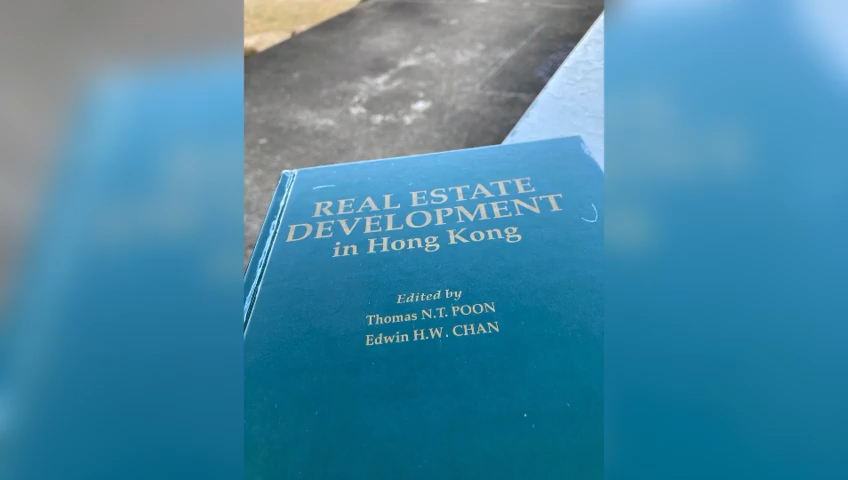 REAL ESTATE
DEVELOPMENT
in Hong Kong
Edited by
Thomas N.T. POON
Edwin H.W. CHAN